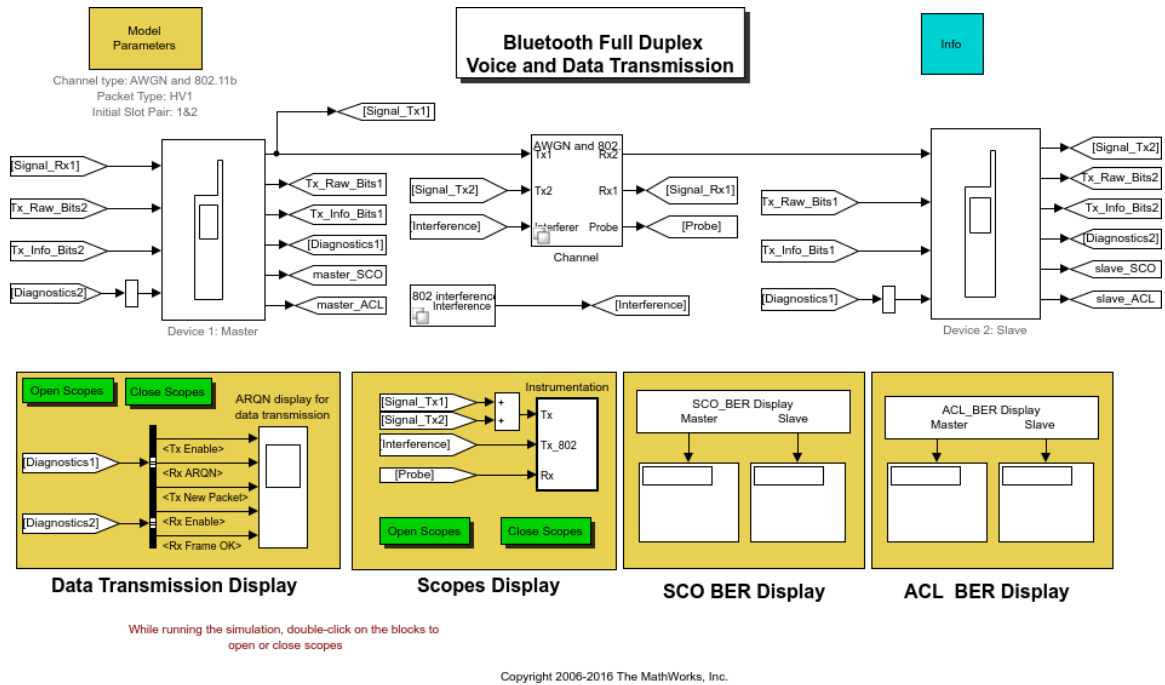 Model
Parameters
Channel type: AWGN and 802.11b
Packet Type: HV1
Initial Slot Pair: 1&2
Bluetooth Full Duplex
Voice and Data Transmission
Info
[Signal_Rx1]
Tx_Raw_Bits2
Tx_Info_Bits2
[Diagnostics2]
Device 1: Master
[Signal_Tx1]
Tx_Raw_Bits1
Tx_Info_Bits1
[Diagnostics1]
master_SCO
master_ACL
[Signal_Tx2]
[Interference]
AWGN and 802.
Tx1
Rx2
Tx2
Rx1
Interferer
Probe
Channel
[Signal_Rx1]
[Probe]
802 interference
Interference
[Interference]
Tx_Raw_Bits1
Tx_Info_Bits1
[Diagnostics1]
Device 2: Slave
[Signal_Tx2]
Tx_Raw_Bits2
Tx_Info_Bits2
[Diagnostics2]
slave_SCO
slave_ACL
Open Scopes
Close Scopes
ARQN display for
data transmission
[Diagnostics1]
[Diagnostics2]
<Tx Enable>
<Rx ARQN>
<Tx New Packet>
<Rx Enable>
<Rx Frame OK>
Data Transmission Display
Instrumentation
[Signal_Tx1]
[Signal_Tx2]
[Interference]
[Probe]
+
+
Tx
Tx_802
Rx
Open Scopes
Close Scopes
Scopes Display
SCO_BER Display
Master
Slave
SCO BER Display
ACL_BER Display
Master
Slave
ACL BER Display
While running the simulation, double-click on the blocks to
open or close scopes
Copyright 2006-2016 The MathWorks, Inc.